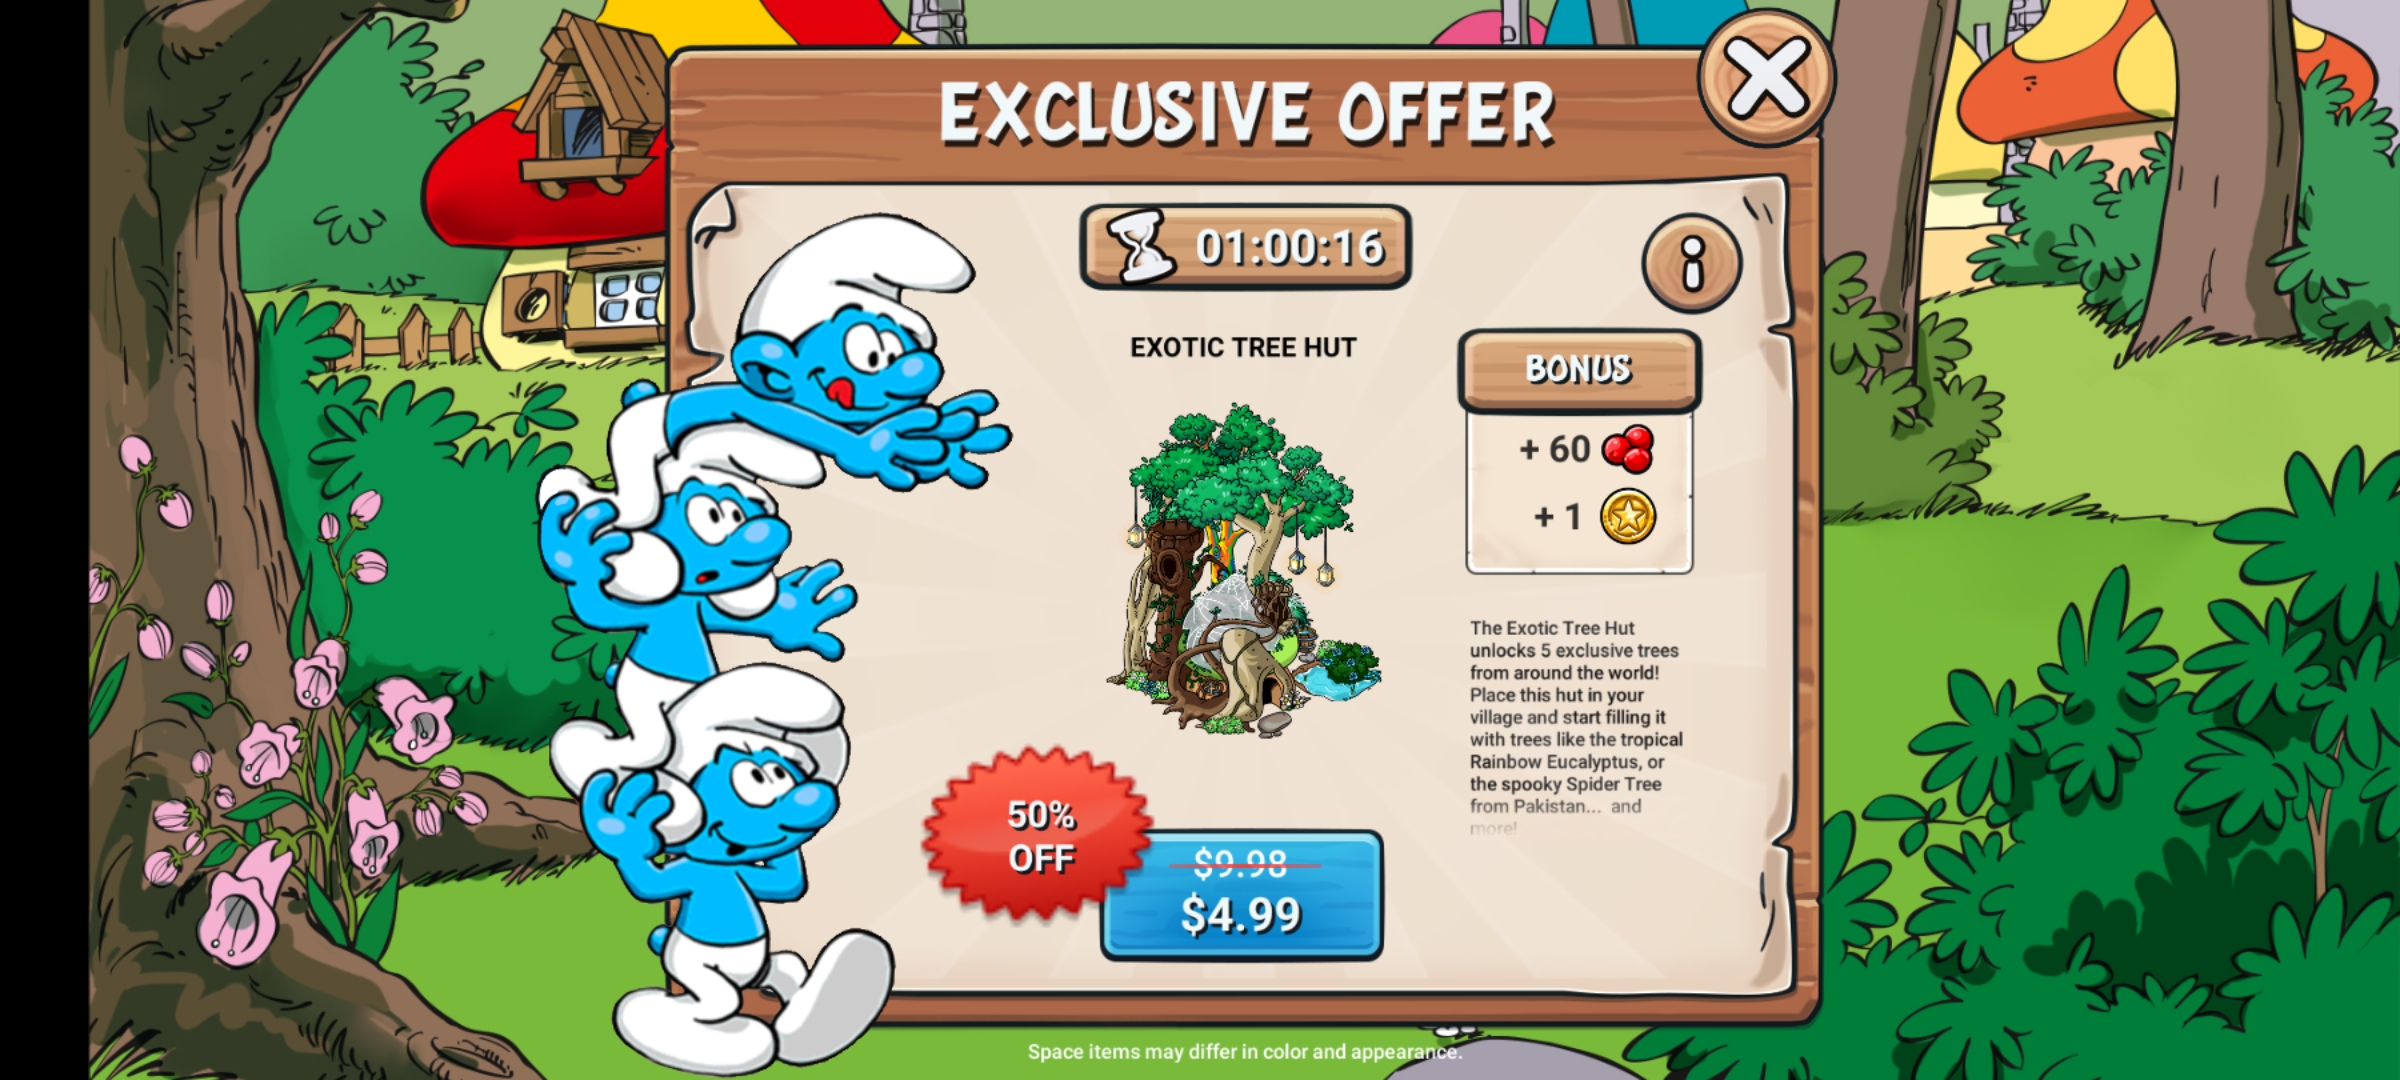 EXCLUSIVE OFFER
01:00:16
EXOTIC TREE HUT
BONUS
+ 60
+ 1
The Exotic Tree Hut
unlocks 5 exclusive trees
from around the world!
Place this hut in your
village and start filling it
with trees like the tropical
Rainbow Eucalyptus, or
the spooky Spider Tree
from Pakistan... and
more!
50%
OFF
$9.98
$4.99
Space items may differ in color and appearance.